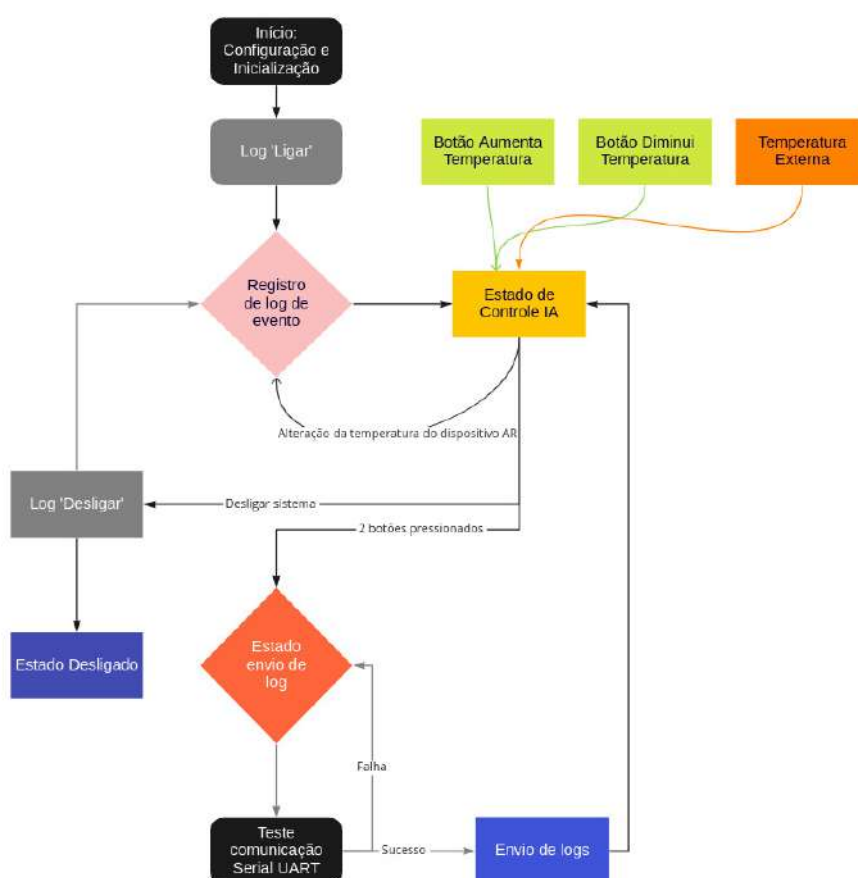 Início:
Configuração e
Inicialização
Log 'Ligar'
Botão Aumenta
Temperatura
Botão Diminui
Temperatura
Temperatura
Externa
Registro
de log de
evento
Estado de
Controle IA
Alteração da temperatura do dispositivo AR
Log 'Desligar'
Desligar sistema
2 botões pressionados
Estado Desligado
Estado
envio de
log
Falha
Teste
comunicação
Serial UART
Sucesso
Envio de logs